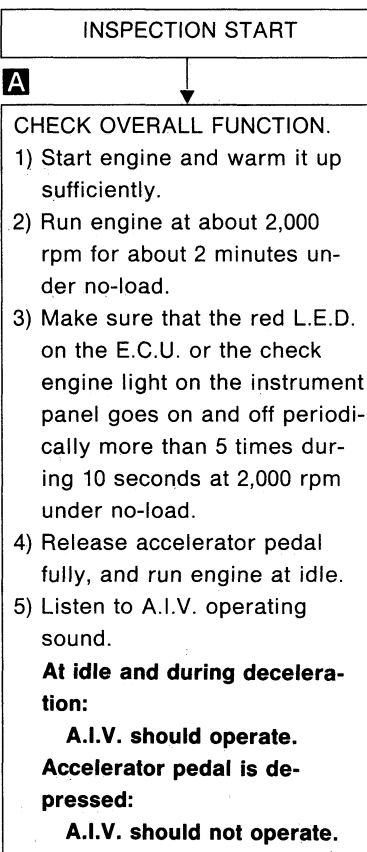 INSPECTION START
A
CHECK OVERALL FUNCTION.
1) Start engine and warm it up
sufficiently.
2) Run engine at about 2,000
rpm for about 2 minutes un-
der no-load.
3) Make sure that the red L.E.D.
on the E.C.U. or the check
engine light on the instrument
panel goes on and off periodi-
cally more than 5 times dur-
ing 10 seconds at 2,000 rpm
under no-load.
4) Release accelerator pedal
fully, and run engine at idle.
5) Listen to A.I.V. operating
sound.
At idle and during decelera-
tion:
A.I.V. should operate.
Accelerator pedal is de-
pressed:
A.I.V. should not operate.